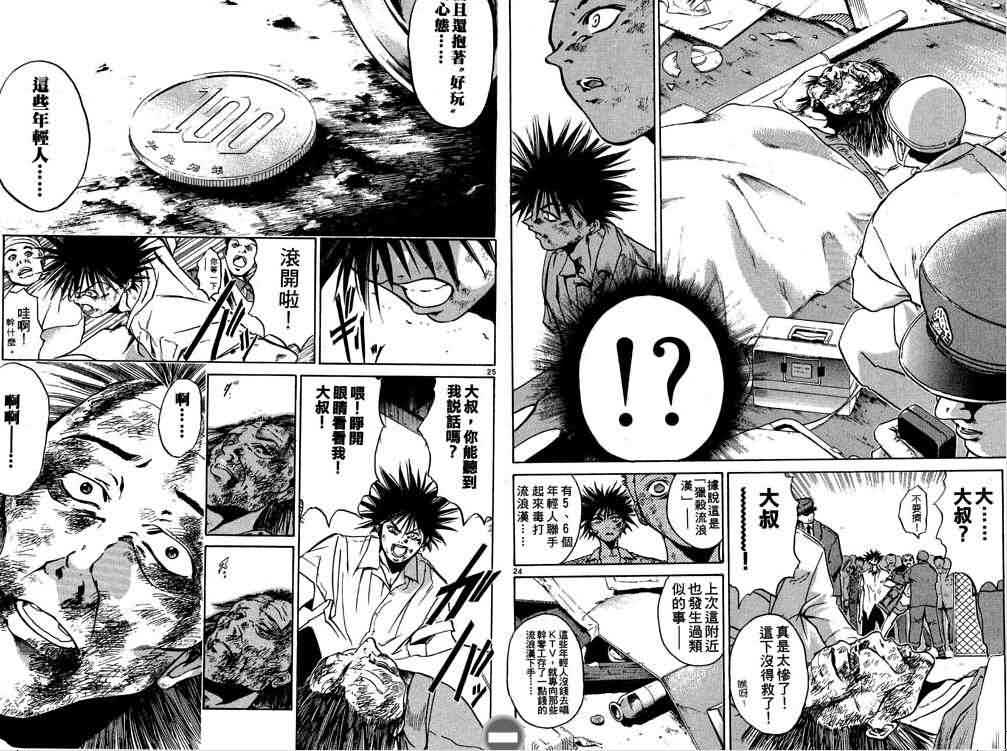 !?
大…
大叔?
不要擠!
大叔
真是太慘了!
這下沒得救了!
據說這是
「獵殺流浪
漢」——
有5、6個
年輕人聯手
起來毒打
流浪漢……
24
上次這附近
也發生過類
似的事——
這些年輕人沒錢去唱
KTV，就專向那些
幹零工存了一點錢的
流浪漢下手……
且還抱著"好玩"
心態……
100
這些年輕人……
滾開啦!
等一下
哇啊!
幹什麼。
25
大叔，你能聽到
我說話嗎?
喂!睜開
眼睛看看我!
大叔!
啊……
啊啊——……